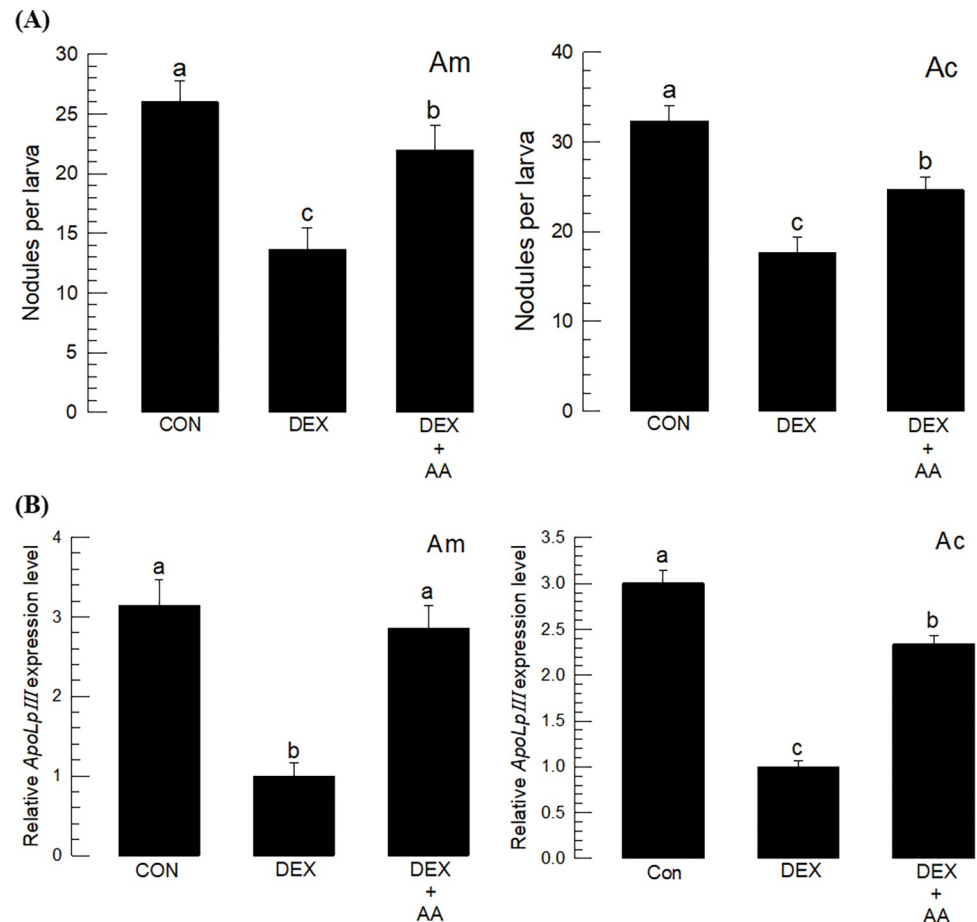 (A)
Am
Nodules per larva
30
25
20
15
10
5
0
a
c
b
CON
DEX
DEX
+
AA
Ac
Nodules per larva
40
30
20
10
0
a
c
b
CON
DEX
DEX
+
AA
(B)
Am
Relative ApoLpIII expression level
4
3
2
1
0
a
b
a
CON
DEX
DEX
+
AA
Ac
Relative ApoLpIII expression level
3.5
3.0
2.5
2.0
1.5
1.0
0.5
0.0
a
c
b
Con
DEX
DEX
+
AA